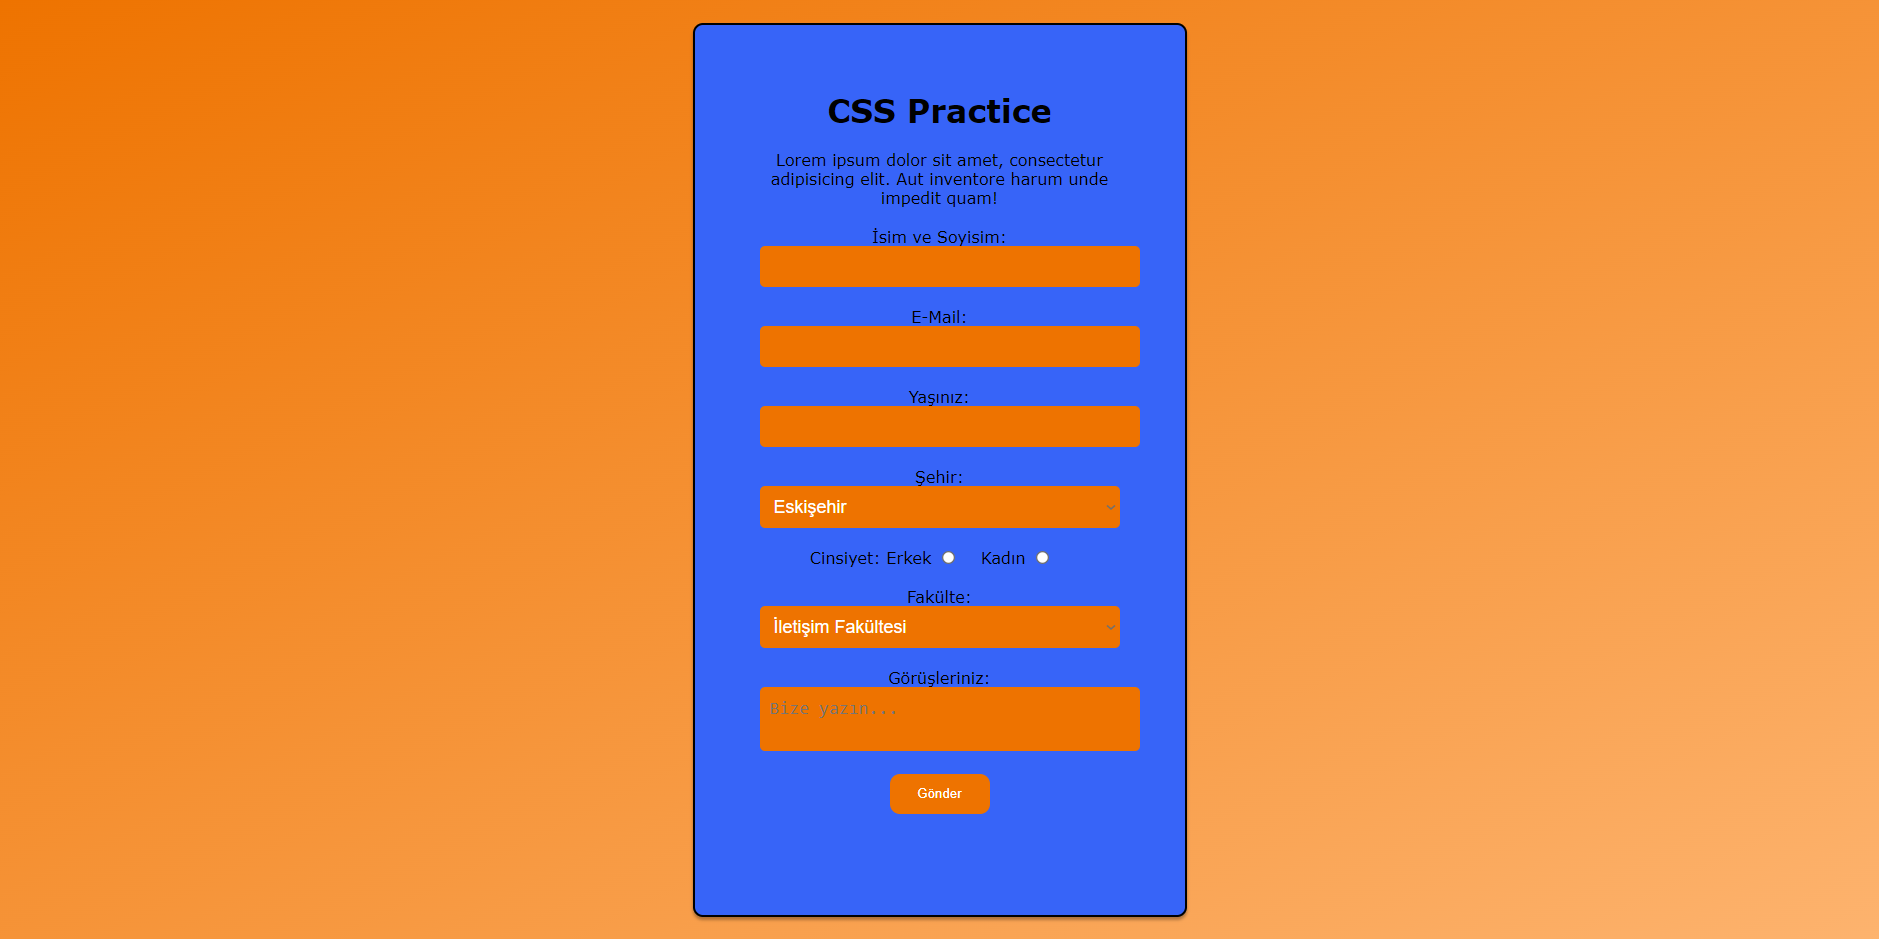 CSS Practice
Lorem ipsum dolor sit amet, consectetur
adipisicing elit. Aut inventore harum unde
impedit quam!
İsim ve Soyisim:
E-Mail:
Yaşınız:
Şehir:
Eskişehir
Cinsiyet: Erkek Kadın
Fakülte:
İletişim Fakültesi
Görüşleriniz:
Bize yazın...
Gönder